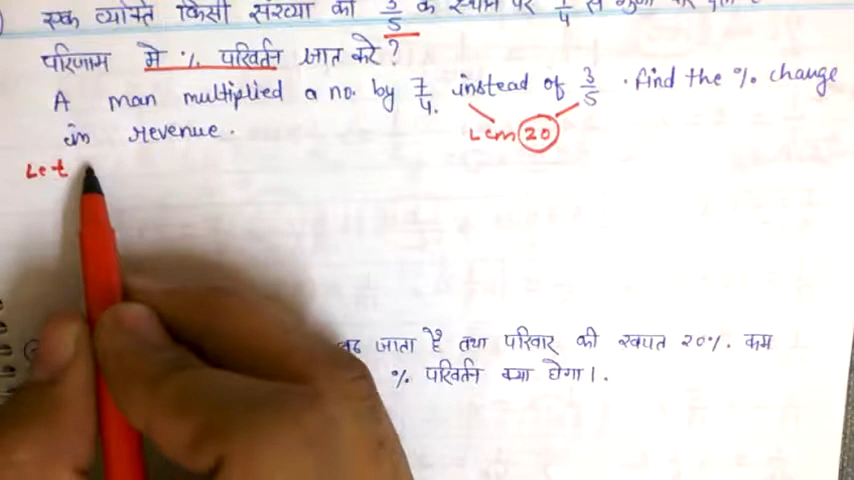 एक व्यक्ति किसी संख्या को 3/5 के स्थान पर /4 से
परिणाम मे % परिवर्तन ज्ञात करे ?
A man multiplied a no. by 7/4 instead of 3/5 . find the % change
in revenue.
Lcm 20
Let
जाता है तथा परिवार की खपत 20% कम
% परिवर्तन क्या होगा ।.